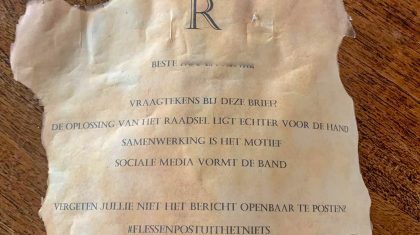 R
BESTE
VRAAGTEKENS BIJ DEZE BRIEF
DE OPLOSSING VAN HET RAADSEL LIGT ECHTER VOOR DE HAND
SAMENWERKING IS HET MOTIEF
SOCIALE MEDIA VORMT DE BAND
VERGETEN JULLIE NIET HET BERICHT OPENBAAR TE POSTEN?
#FLESSENPOSTUITHETNIETS